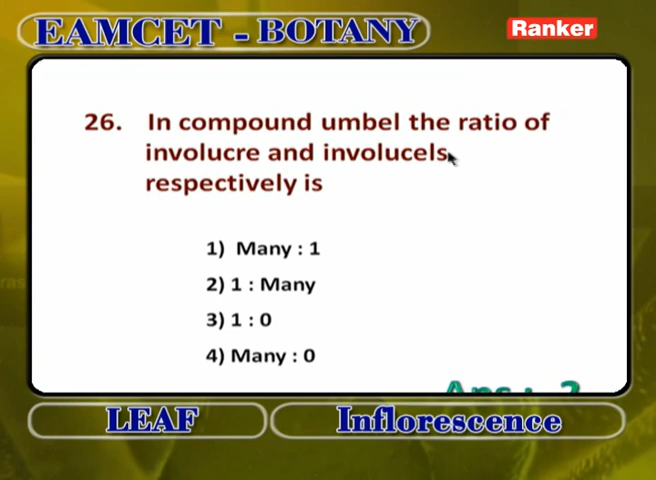 EAMCET - BOTANY
Ranker
26. In compound umbel the ratio of
involucre and involucels,
respectively is
1) Many : 1
2) 1 : Many
3) 1 : 0
4) Many : 0
LEAF
Inflorescence